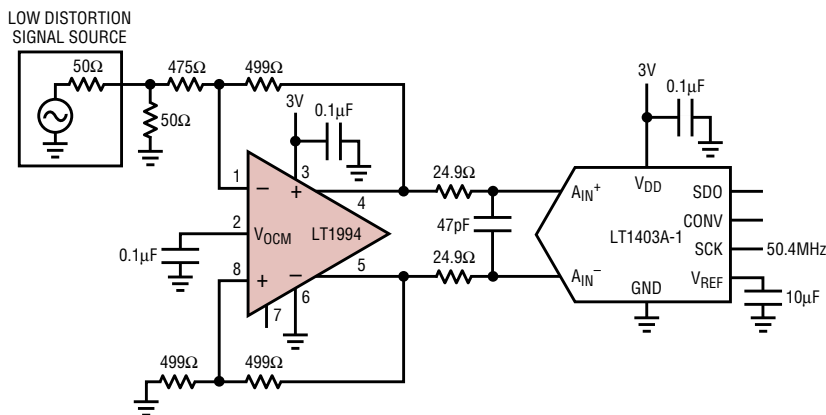 LOW DISTORTION
SIGNAL SOURCE
50Ω
475Ω
499Ω
50Ω
3V
0.1µF
3V
0.1µF
1
2
8
3
4
5
6
7
VOCM
LT1994
0.1µF
24.9Ω
47pF
24.9Ω
AIN+
AIN−
VDD
LT1403A-1
GND
SDO
CONV
SCK
VREF
50.4MHz
10µF
499Ω
499Ω